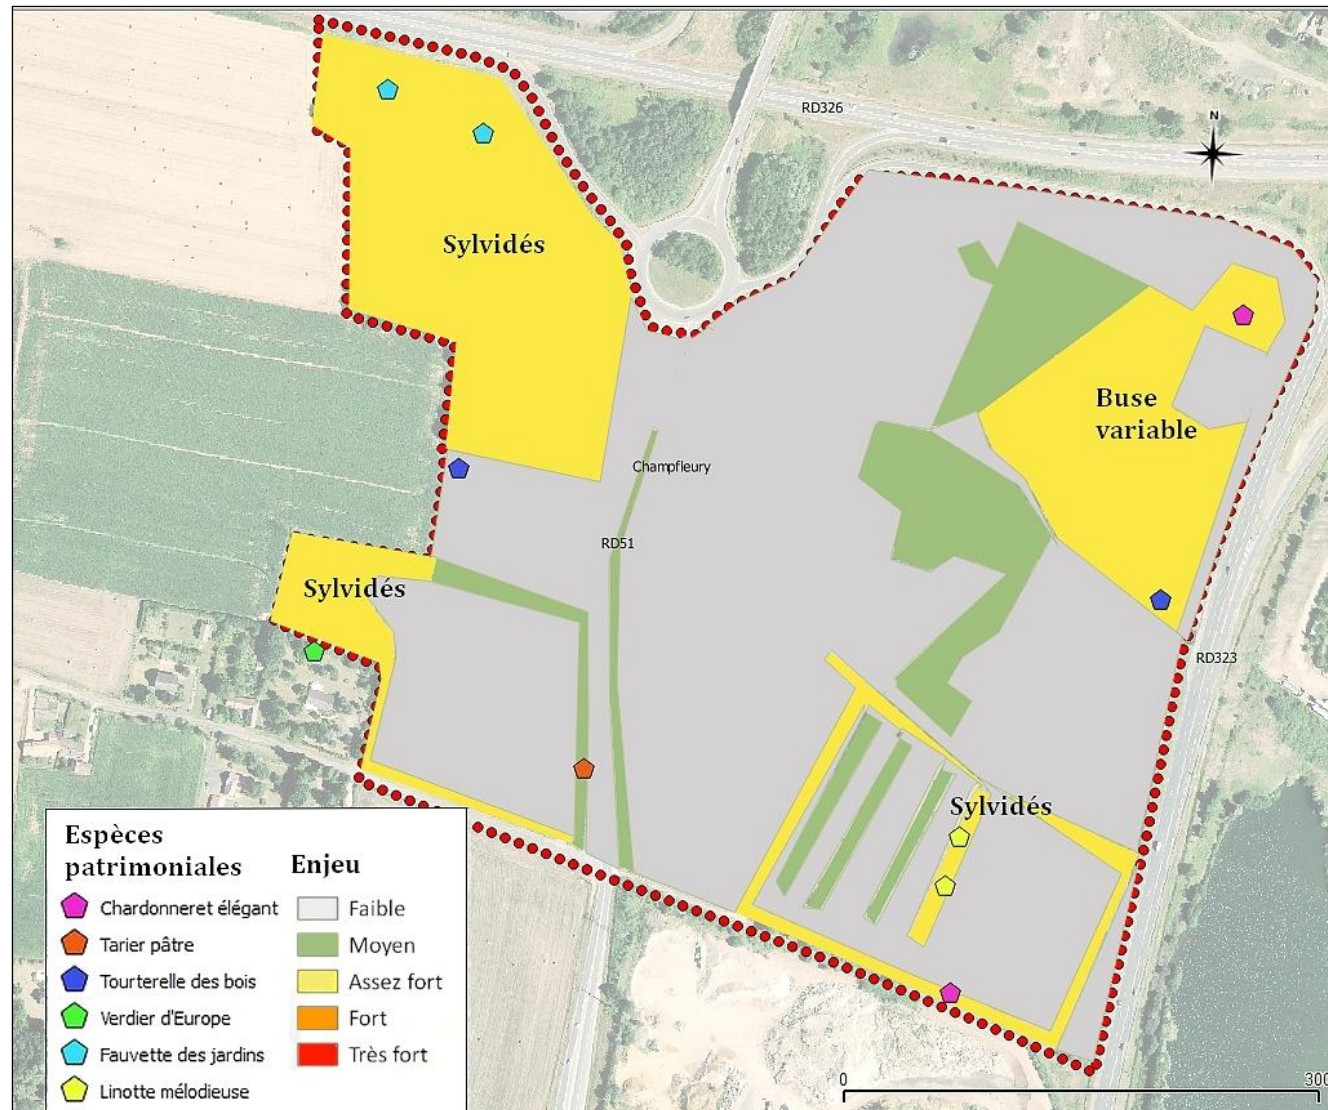 RD326
N
Sylvidés
Buse
variable
Champfleury
RD51
Sylvidés
RD323
Sylvidés
Espèces
patrimoniales
Chardonneret élégant
Tarier pâtre
Tourterelle des bois
Verdier d'Europe
Fauvette des jardins
Linotte mélodieuse
Enjeu
Faible
Moyen
Assez fort
Fort
Très fort
0
300